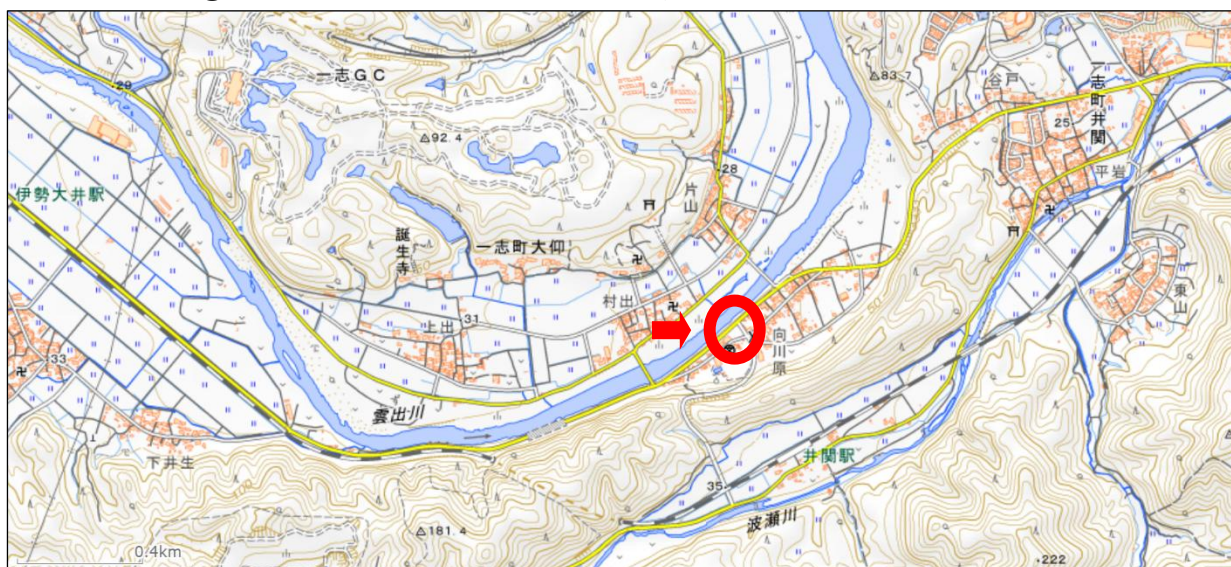 一志GC
29
△92.4
△83.7
谷戸
25
一志町井関
平岩
28
片山
伊勢大井駅
誕生寺
一志町大仰
村出
上出
31
向川原
50
東山
33
雲出川
下井生
井関駅
35
波瀬川
△181.4
0.4km
222